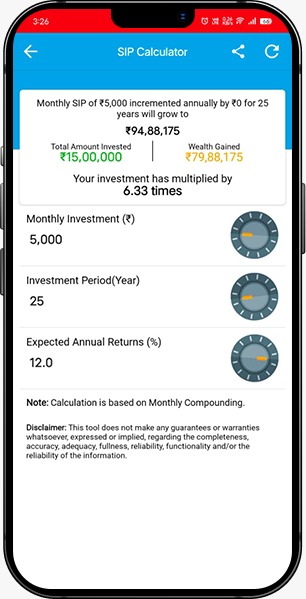 3:26
66
SIP Calculator
Monthly SIP of ₹5,000 incremented annually by ₹0 for 25
years will grow to
₹94,88,175
Total Amount Invested
₹15,00,000
Wealth Gained
₹79,88,175
Your investment has multiplied by
6.33 times
Monthly Investment (₹)
5,000
Investment Period(Year)
25
Expected Annual Returns (%)
12.0
Note: Calculation is based on Monthly Compounding.
Disclaimer: This tool does not make any guarantees or warranties
whatsoever, expressed or implied, regarding the completeness,
accuracy, adequacy, fullness, reliability, functionality and/or the
reliability of the information.